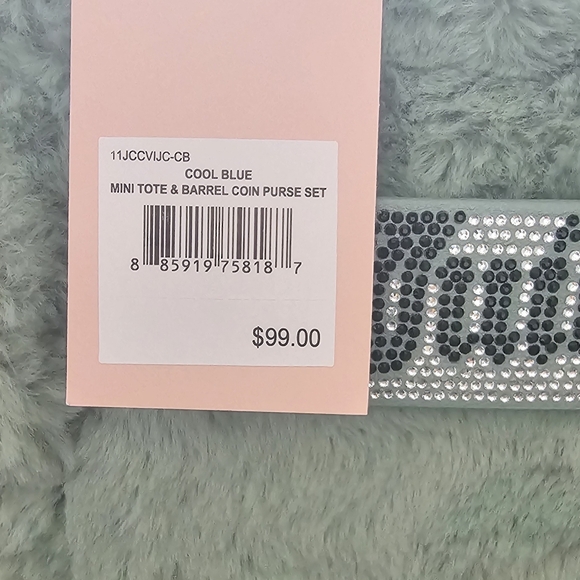 11JCCVIJC-CB
COOL BLUE
MINI TOTE & BARREL COIN PURSE SET
8 85919 75818 7
$99.00